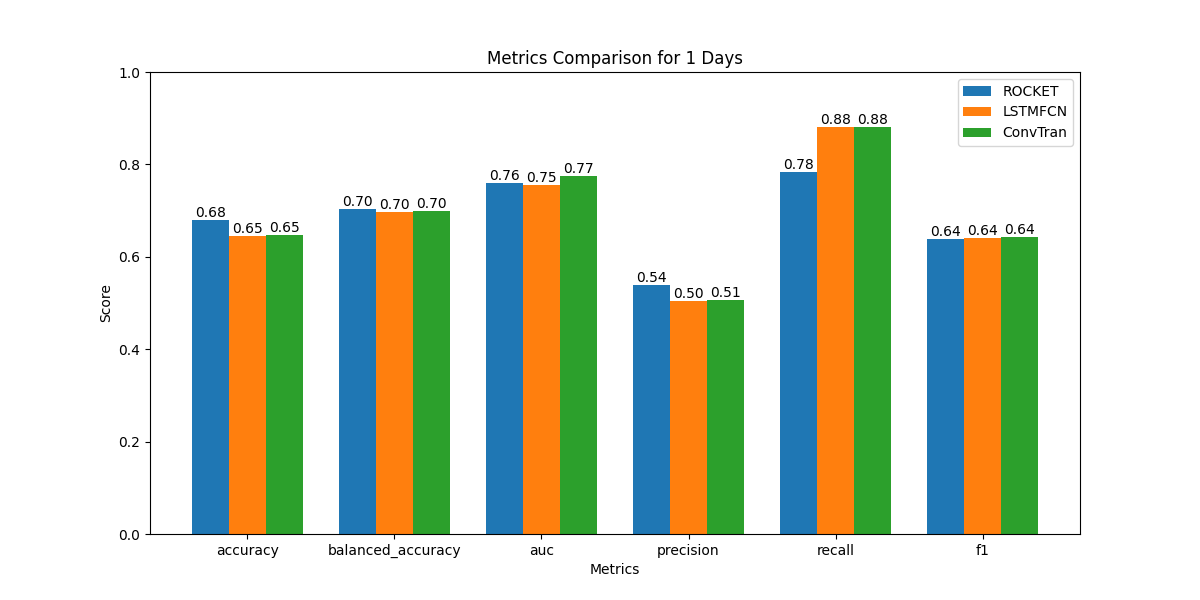 Metrics Comparison for 1 Days
1.0
0.8
0.6
0.4
0.2
0.0
Score
ROCKET
LSTMFCN
ConvTran
0.68
0.65
0.65
0.70
0.70
0.70
0.76
0.75
0.77
0.54
0.50
0.51
0.78
0.88
0.88
0.64
0.64
0.64
accuracy
balanced_accuracy
auc
precision
recall
f1
Metrics